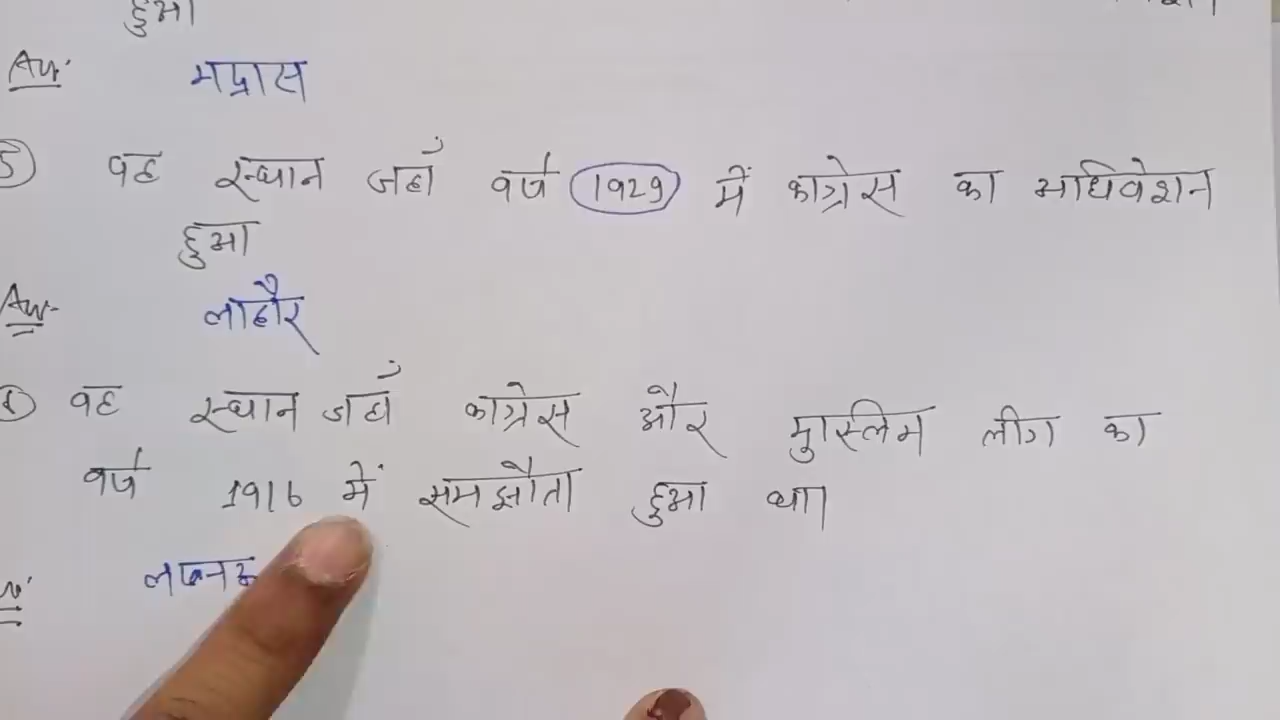 हुआ
Ans.
मद्रास
5 वह स्थान जहाँ वर्ष 1929 में कांग्रेस का अधिवेशन
हुआ
Ans-
लाहौर
वह स्थान जहाँ कांग्रेस और मुस्लिम लीग का
वर्ष 1916 में समझौता हुआ था।
लखनऊ